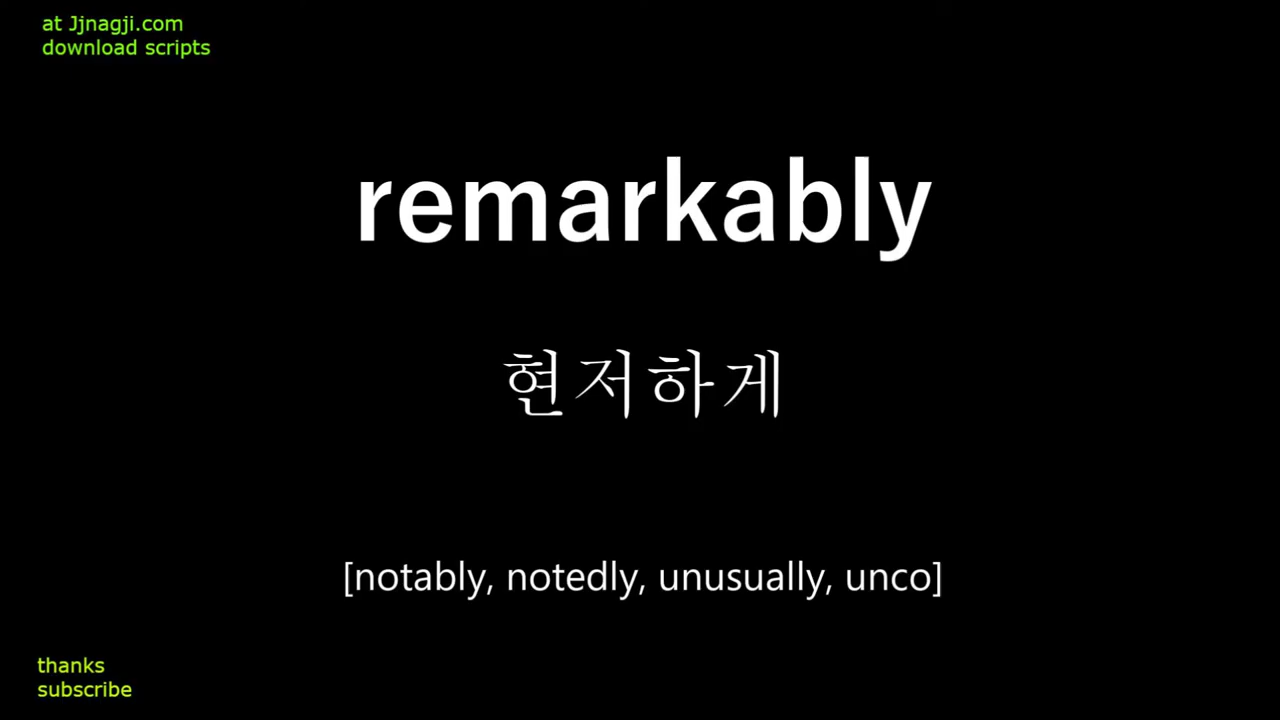 at Jjnagji.com
download scripts
remarkably
현저하게
[notably, notedly, unusually, unco]
thanks
subscribe